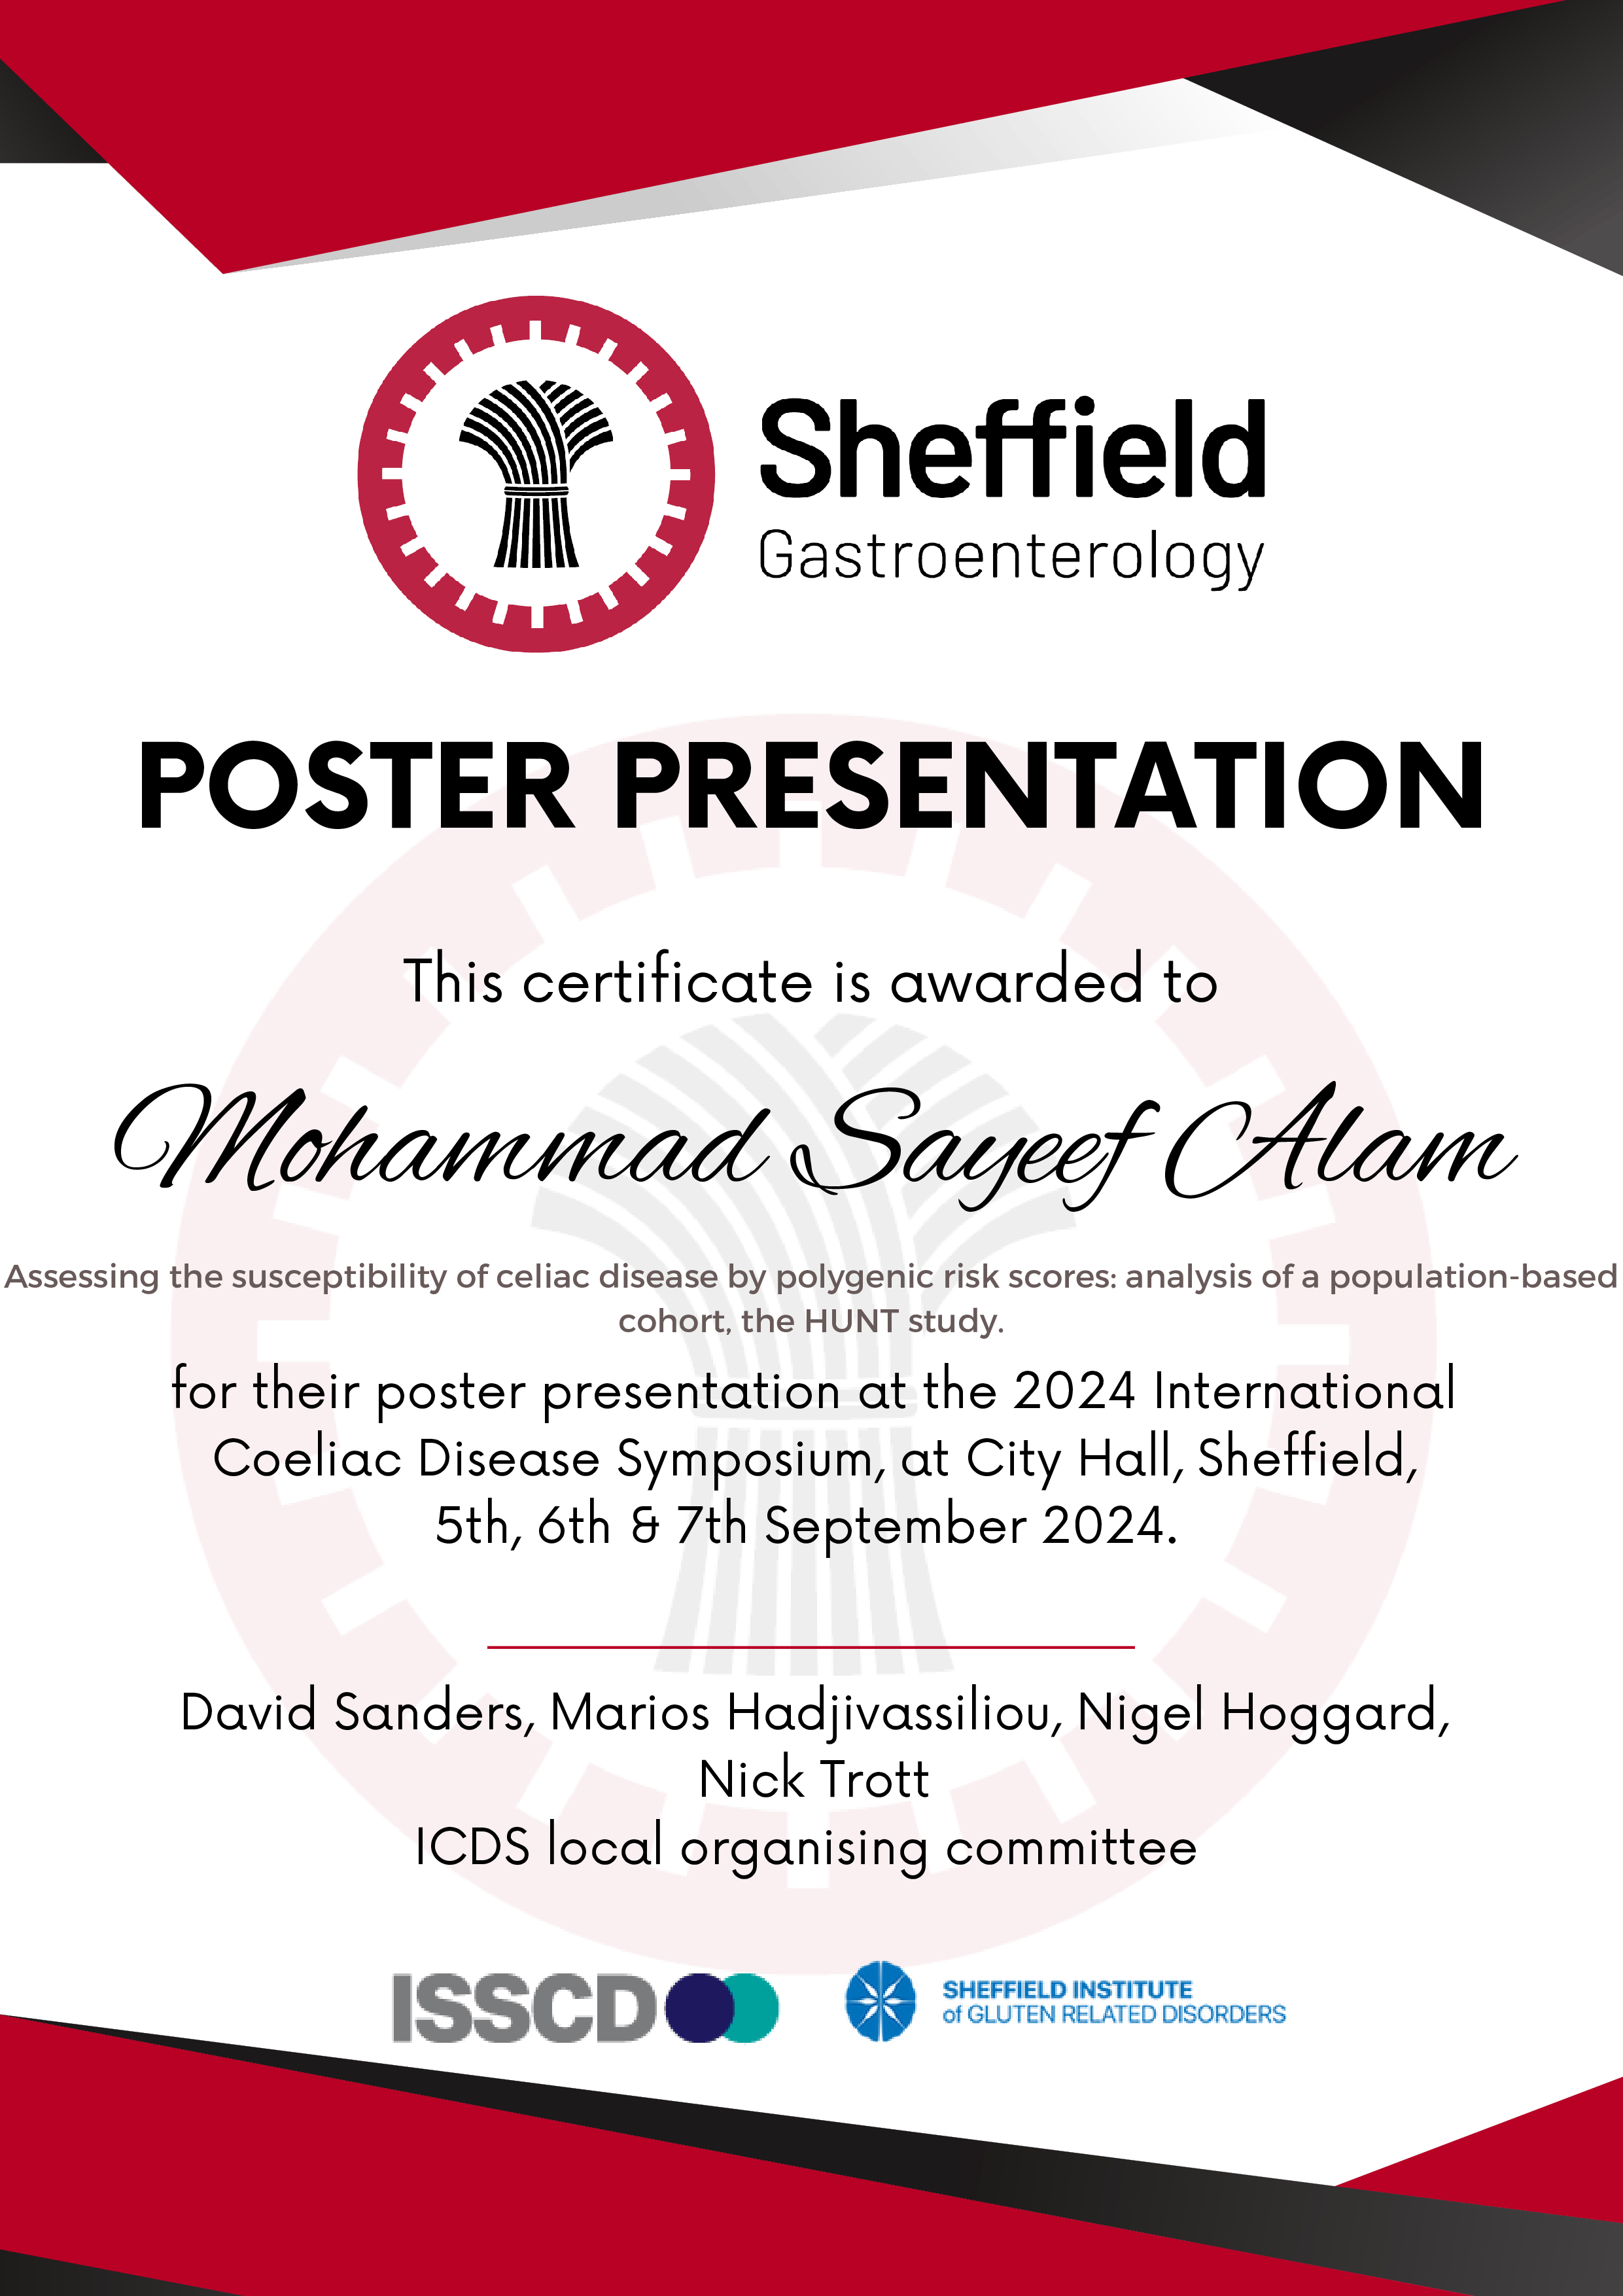 Sheffield
Gastroenterology
POSTER PRESENTATION
This certificate is awarded to
Mohammad Sayeef Alam
Assessing the susceptibility of celiac disease by polygenic risk scores: analysis of a population-based
cohort, the HUNT study.
for their poster presentation at the 2024 International
Coeliac Disease Symposium, at City Hall, Sheffield,
5th, 6th & 7th September 2024.
David Sanders, Marios Hadjivassiliou, Nigel Hoggard,
Nick Trott
ICDS local organising committee
ISSCD
SHEFFIELD INSTITUTE
of GLUTEN RELATED DISORDERS